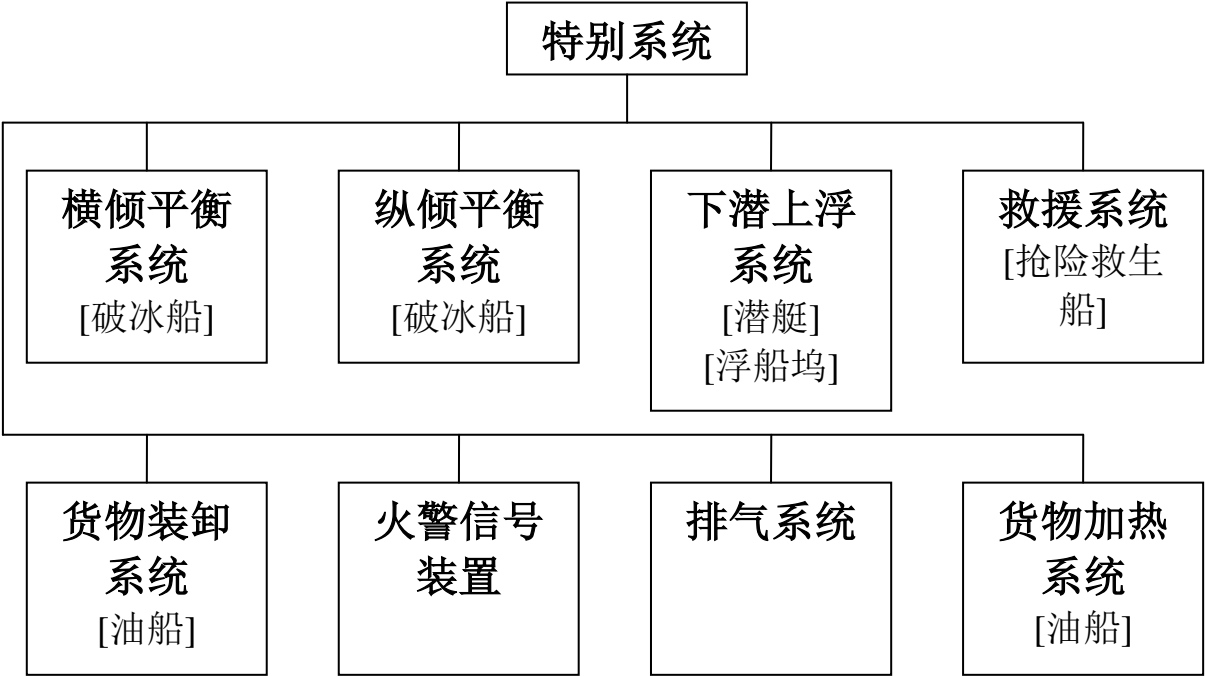 特别系统
横倾平衡
系统
[破冰船]
纵倾平衡
系统
[破冰船]
下潜上浮
系统
[潜艇]
[浮船坞]
救援系统
[抢险救生
船]
货物装卸
系统
[油船]
火警信号
装置
排气系统
货物加热
系统
[油船]